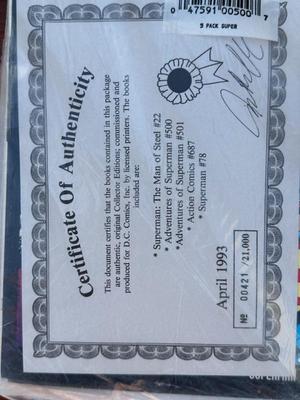 0 47591 00500 7
5 PACK SUPER
Certificate Of Authenticity
This document certifies that the books contained in this package
are authentic, original Collector Editions; commissioned and
produced for D.C. Comics, Inc. by licensed printers. The books
included are:
* Superman: The Man of Steel #22
* Adventures of Superman #500
*Adventures of Superman #501
* Action Comics #687
* Superman #78
April 1993
No 00421 /21,000